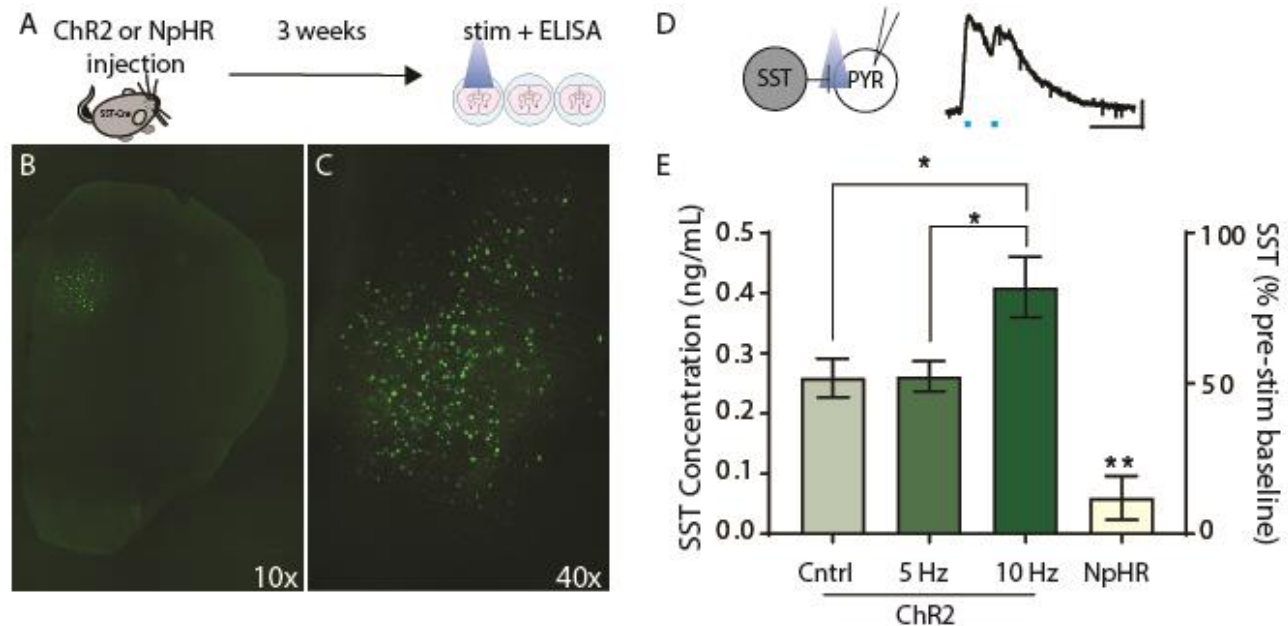 A
ChR2 or NpHR
injection
3 weeks
stim + ELISA
SST-Cre
B
10x
C
40x
D
SST
PYR
E
*
*
**
SST Concentration (ng/mL)
0.5
0.4
0.3
0.2
0.1
0.0
100
50
0
SST (% pre-stim
baseline)
Cntrl
5 Hz
10 Hz
NpHR
ChR2